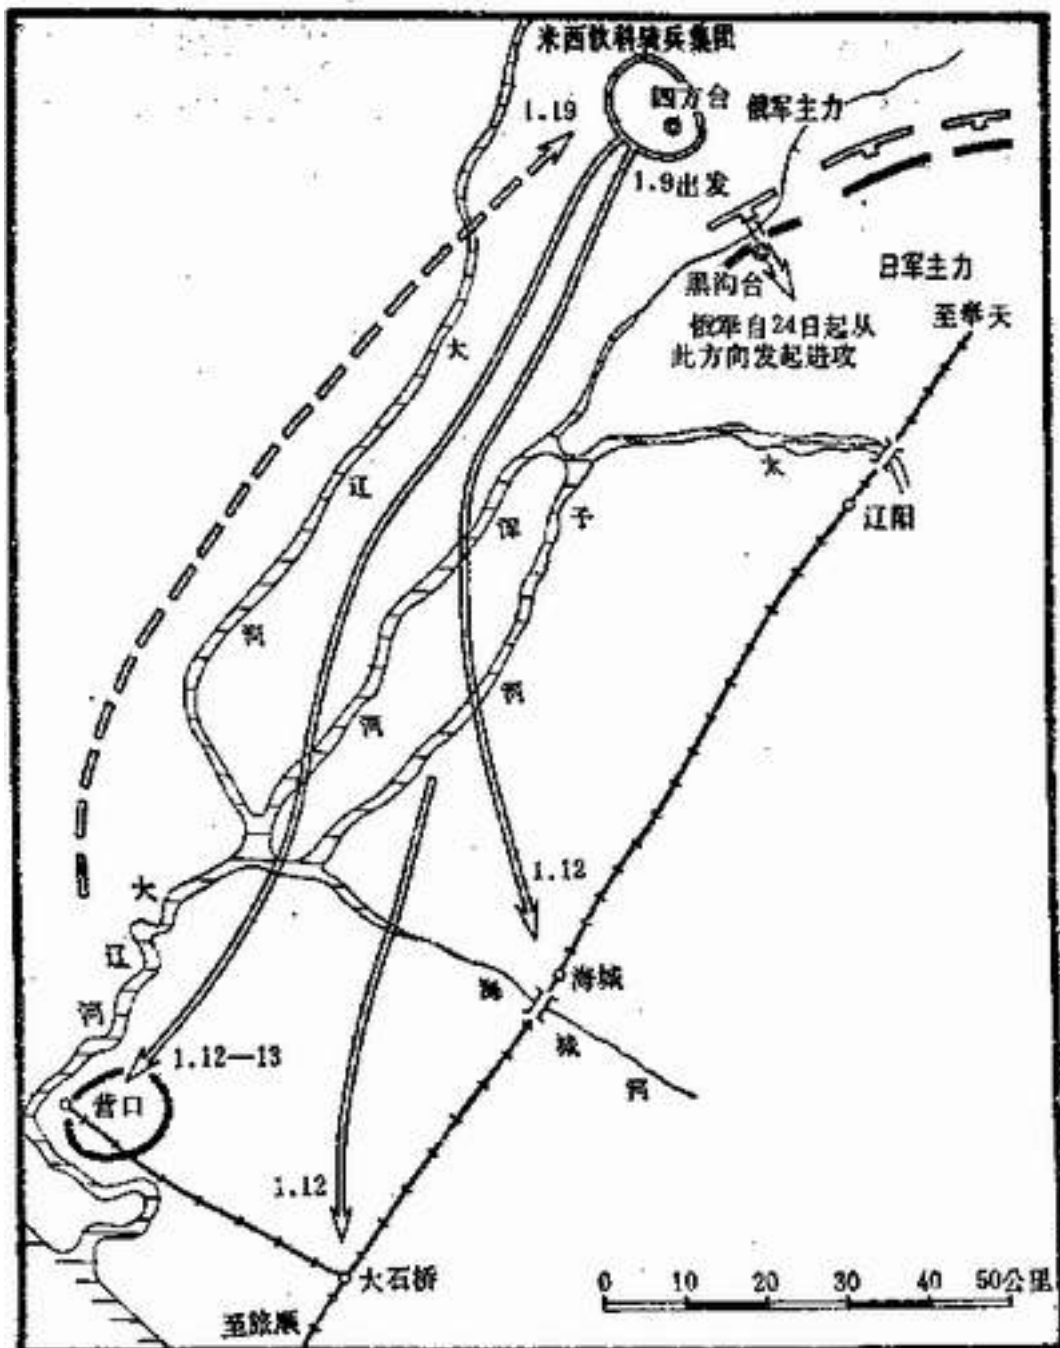 米西钦科骑兵集团
四方台
俄军主力
1.19
1.9出发
日军主力
黑沟台
至奉天
俄军自24日起从
此方向发起进攻
大
辽
河
浑
河
太
子
河
辽阳
1.12
大
辽
河
海城
海
城
河
1.12—13
营口
1.12
大石桥
至旅顺
0 10 20 30 40 50公里